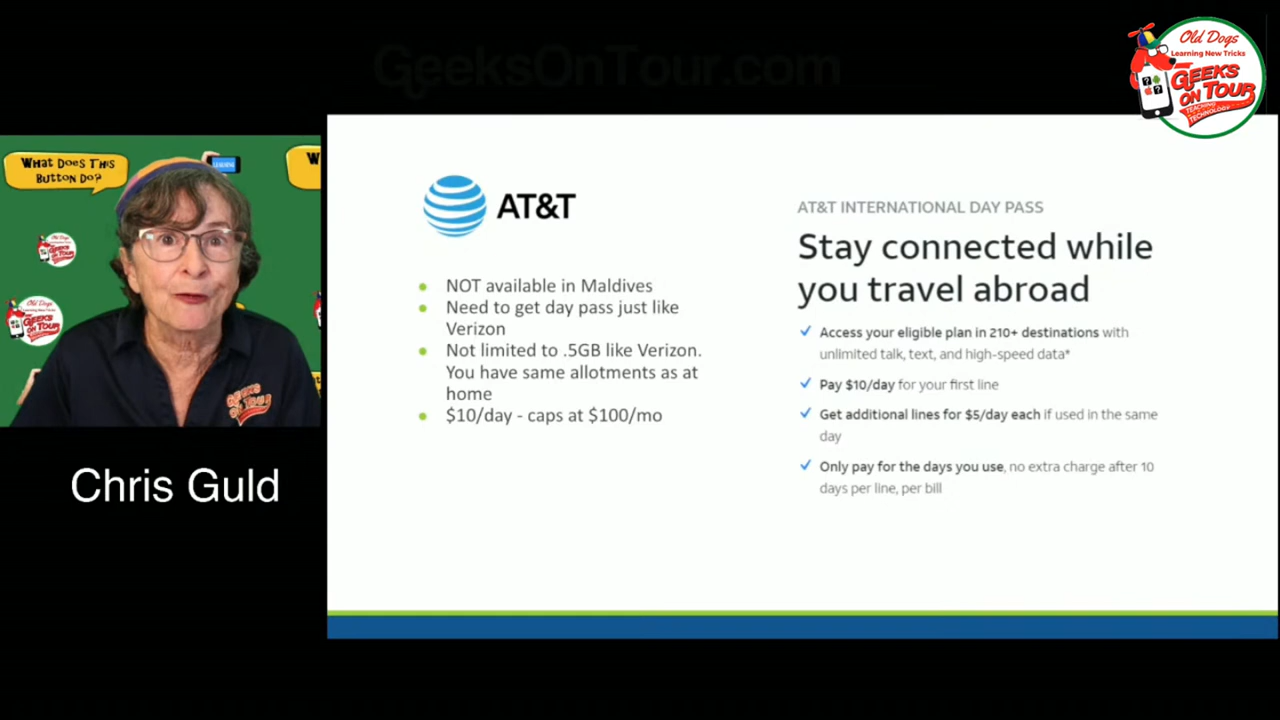 GeeksOnTour.com
Old Dogs
Learning New Tricks
GEEKS
ON TOUR
TEACHING
TECHNOLOGY
What Does This
Button Do?
LEARNING
W
GEEKS
ON TOUR
Chris Guld
AT&T
NOT available in Maldives
Need to get day pass just like
Verizon
Not limited to .5GB like Verizon.
You have same allotments as at
home
$10/day - caps at $100/mo
AT&T INTERNATIONAL DAY PASS
Stay connected while
you travel abroad
Access your eligible plan in 210+ destinations with
unlimited talk, text, and high-speed data*
Pay $10/day for your first line
Get additional lines for $5/day each if used in the same
day
Only pay for the days you use, no extra charge after 10
days per line, per bill